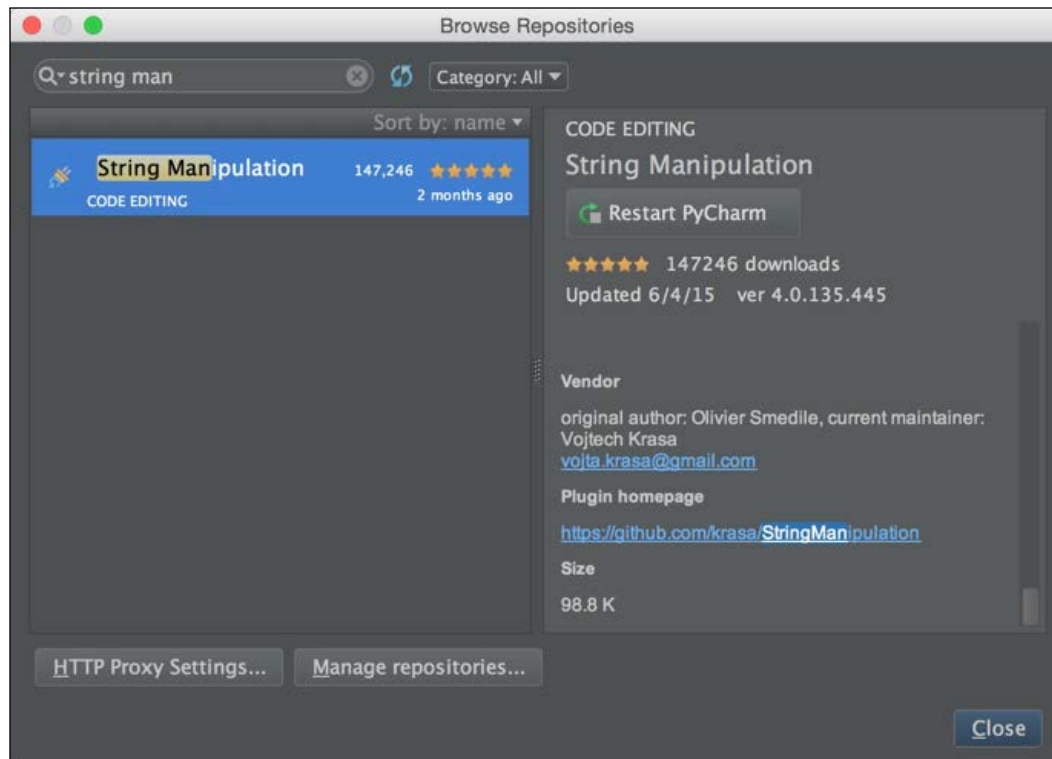 Browse Repositories
string man
Category: All
Sort by: name
String Manipulation 147,246
CODE EDITING 2 months ago
CODE EDITING
String Manipulation
Restart PyCharm
147246 downloads
Updated 6/4/15 ver 4.0.135.445
Vendor
original author: Olivier Smedile, current maintainer:
Vojtech Krasa
vojta.krasa@gmail.com
Plugin homepage
https://github.com/krasa/StringManipulation
Size
98.8 K
HTTP Proxy Settings...
Manage repositories...
Close